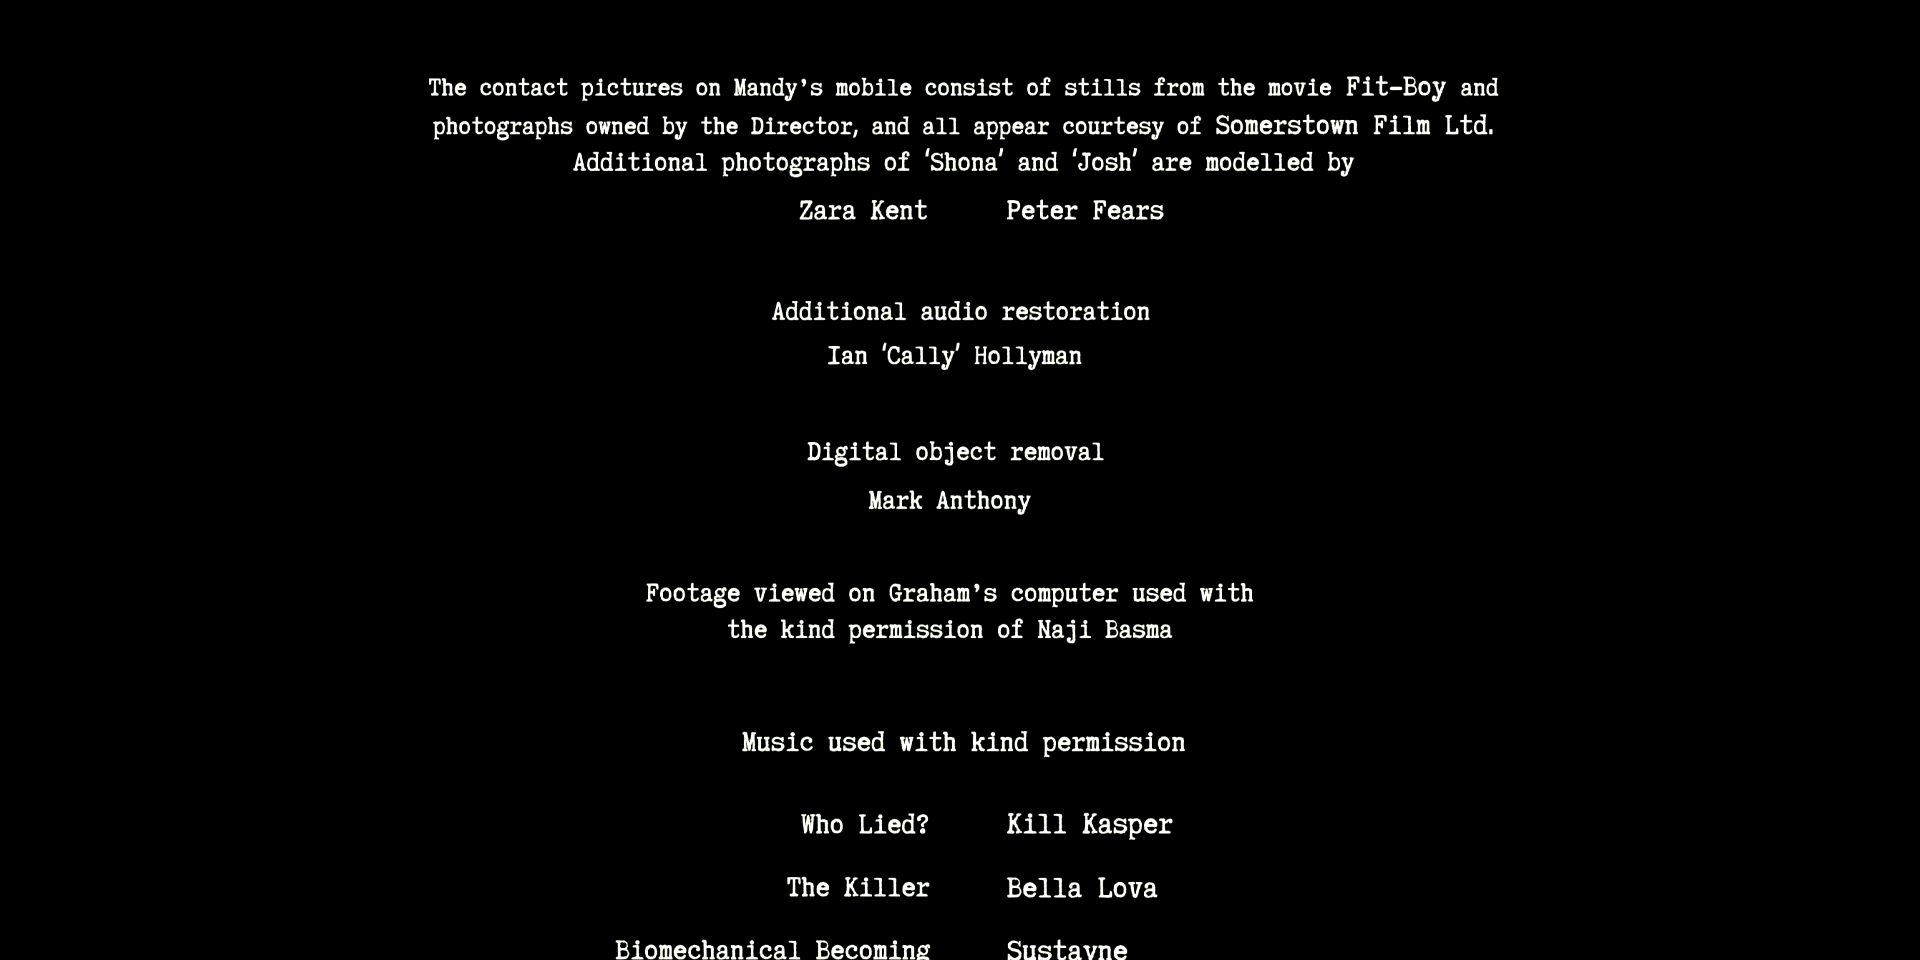 The contact pictures on Mandy’s mobile consist of stills from the movie Fit-Boy and
photographs owned by the Director, and all appear courtesy of Somerstown Film Ltd.
Additional photographs of ‘Shona’ and ‘Josh’ are modelled by
Zara Kent Peter Fears
Additional audio restoration
Ian ‘Cally’ Hollyman
Digital object removal
Mark Anthony
Footage viewed on Graham’s computer used with
the kind permission of Naji Basma
Music used with kind permission
Who Lied? Kill Kasper
The Killer Bella Lova
Biomechanical Becoming Sustayne